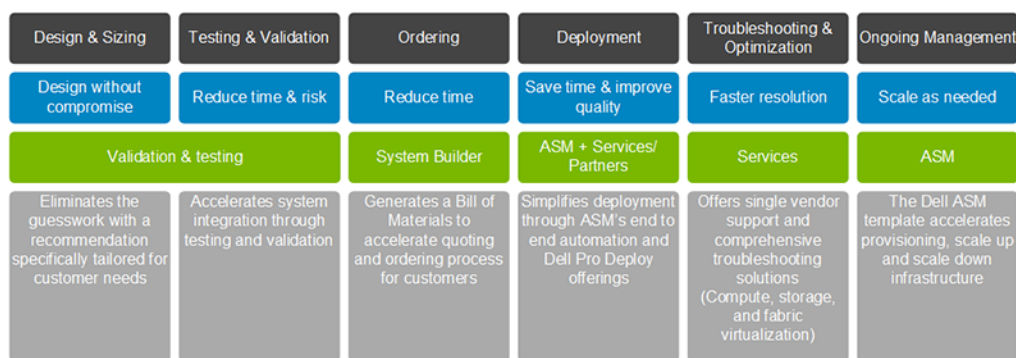 Design & Sizing
Testing & Validation
Ordering
Deployment
Troubleshooting &
Optimization
Ongoing Management
Design without
compromise
Reduce time & risk
Reduce time
Save time & improve
quality
Faster resolution
Scale as needed
Validation & testing
System Builder
ASM + Services/
Partners
Services
ASM
Eliminates the
guesswork with a
recommendation
specifically tailored for
customer needs
Accelerates system
integration through
testing and validation
Generates a Bill of
Materials to
accelerate quoting
and ordering process
for customers
Simplifies deployment
through ASM's end to
end automation and
Dell Pro Deploy
offerings
Offers single vendor
support and
comprehensive
troubleshooting
solutions
(Compute, storage,
and fabric
virtualization)
The Dell ASM
template accelerates
provisioning, scale up
and scale down
infrastructure